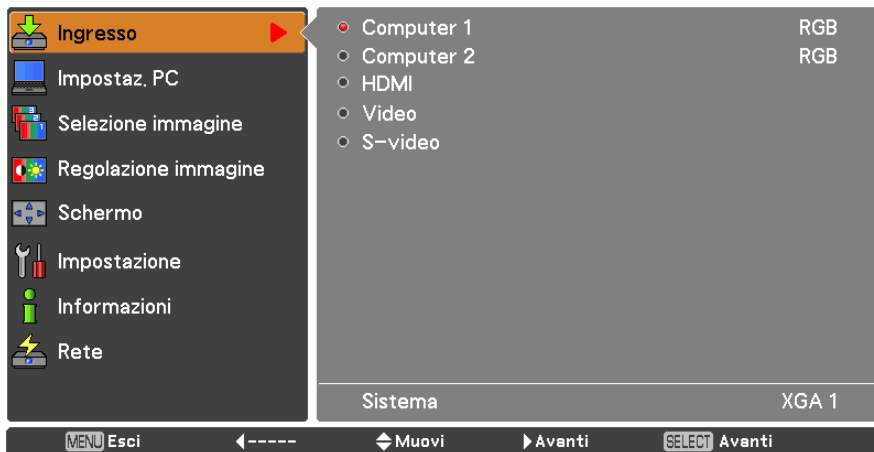 Ingresso
Impostaz. PC
Selezione immagine
Regolazione immagine
Schermo
Impostazione
Informazioni
Rete
Computer 1 RGB
Computer 2 RGB
HDMI
Video
S-video
Sistema XGA 1
MENU Esci ----- Muovi Avanti SELECT Avanti